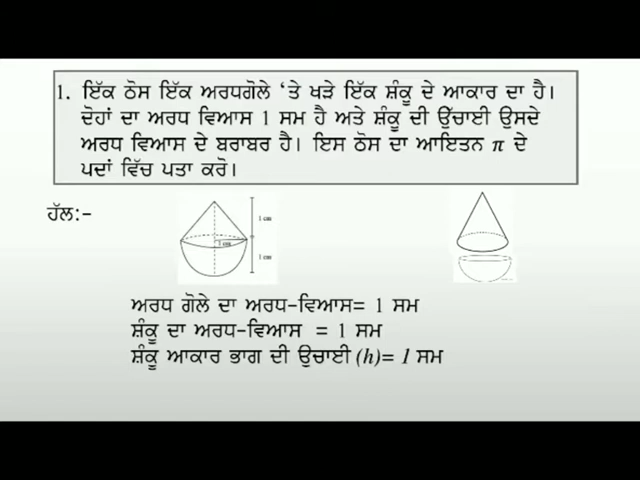 1. ਇੱਕ ਠੋਸ ਇੱਕ ਅਰਧਗੋਲੇ ‘ਤੇ ਖੜੇ ਇੱਕ ਸ਼ੰਕੂ ਦੇ ਆਕਾਰ ਦਾ ਹੈ।
ਦੋਹਾਂ ਦਾ ਅਰਧ ਵਿਆਸ 1 ਸਮ ਹੈ ਅਤੇ ਸ਼ੰਕੂ ਦੀ ਉੱਚਾਈ ਉਸਦੇ
ਅਰਧ ਵਿਆਸ ਦੇ ਬਰਾਬਰ ਹੈ। ਇਸ ਠੋਸ ਦਾ ਆਇਤਨ π ਦੇ
ਪਦਾਂ ਵਿੱਚ ਪਤਾ ਕਰੋ।
ਹੱਲ:-
1 cm
1 cm
1 cm
ਅਰਧ ਗੋਲੇ ਦਾ ਅਰਧ-ਵਿਆਸ= 1 ਸਮ
ਸ਼ੰਕੂ ਦਾ ਅਰਧ-ਵਿਆਸ = 1 ਸਮ
ਸ਼ੰਕੂ ਆਕਾਰ ਭਾਗ ਦੀ ਉਚਾਈ (h)= 1 ਸਮ